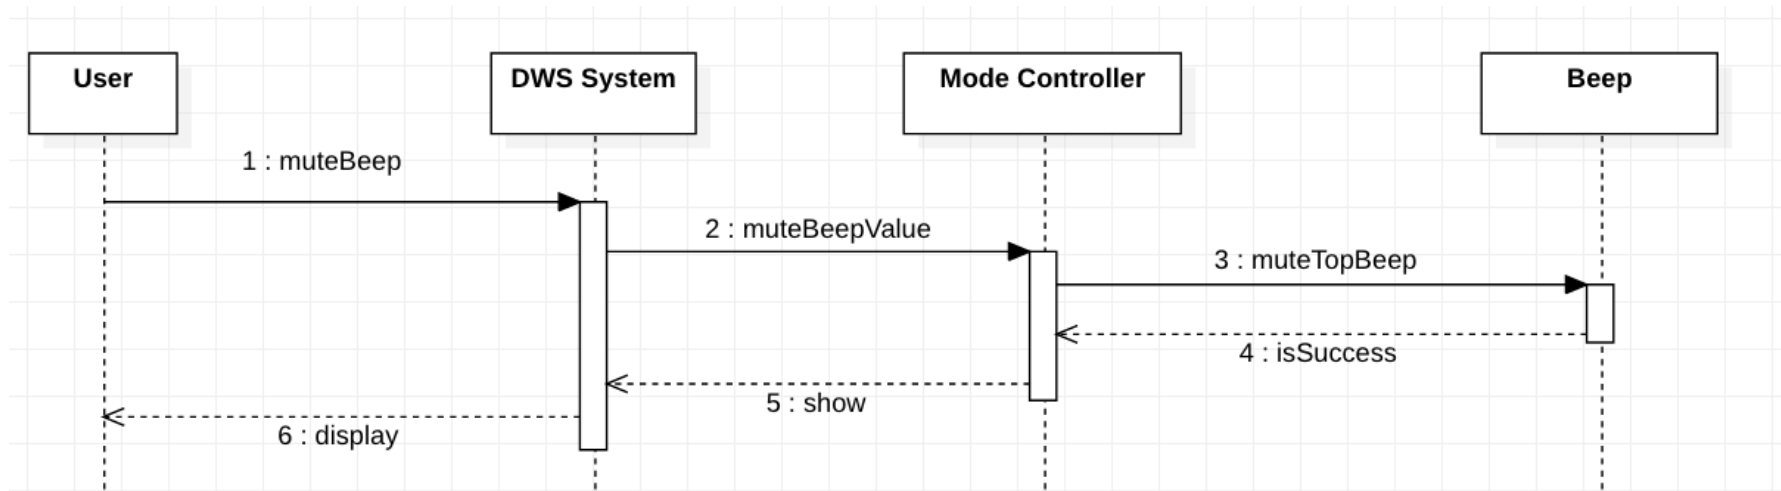 User
DWS System
Mode Controller
Beep
1 : muteBeep
2 : muteBeepValue
3 : muteTopBeep
4 : isSuccess
5 : show
6 : display